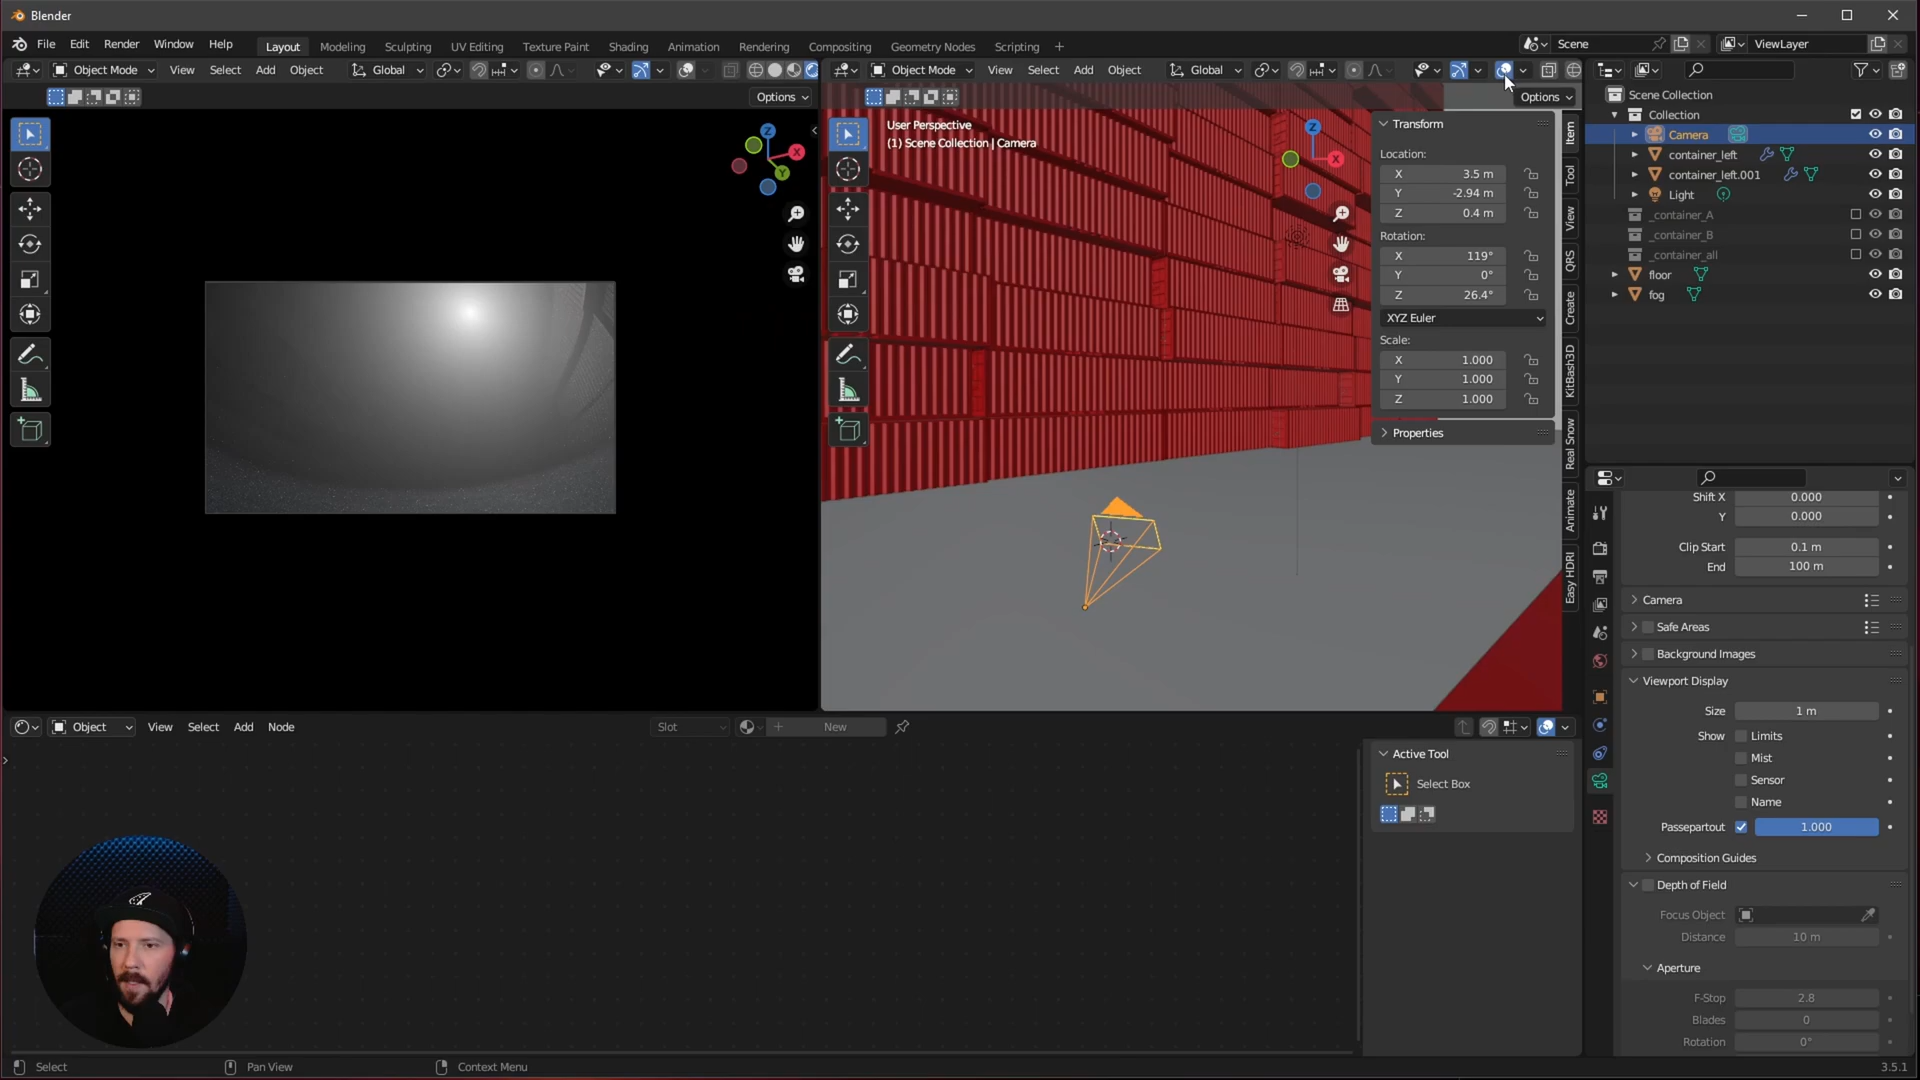 Blender
File Edit Render Window Help Layout Modeling Sculpting UV Editing Texture Paint Shading Animation Rendering Compositing Geometry Nodes Scripting + Scene ViewLayer
Object Mode View Select Add Object Global Object Mode View Select Add Object Global
Options Options
User Perspective
(1) Scene Collection | Camera
Z
X
Y
Z
X
Transform
Location:
X 3.5 m
Y -2.94 m
Z 0.4 m
Rotation:
X 119°
Y 0°
Z 26.4°
XYZ Euler
Scale:
X 1.000
Y 1.000
Z 1.000
Properties
Item
Tool
View
QRS
Create
KitBash3D
Real Snow
Animate
Easy HDRI
Scene Collection
Collection
Camera
container_left
container_left.001
Light
_container_A
_container_B
_container_all
floor
fog
Shift X 0.000
Y 0.000
Clip Start 0.1 m
End 100 m
Camera
Safe Areas
Background Images
Viewport Display
Size 1 m
Show Limits
Mist
Sensor
Name
Passepartout 1.000
Composition Guides
Depth of Field
Focus Object
Distance 10 m
Aperture
F-Stop 2.8
Blades 0
Rotation 0°
Object View Select Add Node Slot New
Active Tool
Select Box
Select Pan View Context Menu 3.5.1